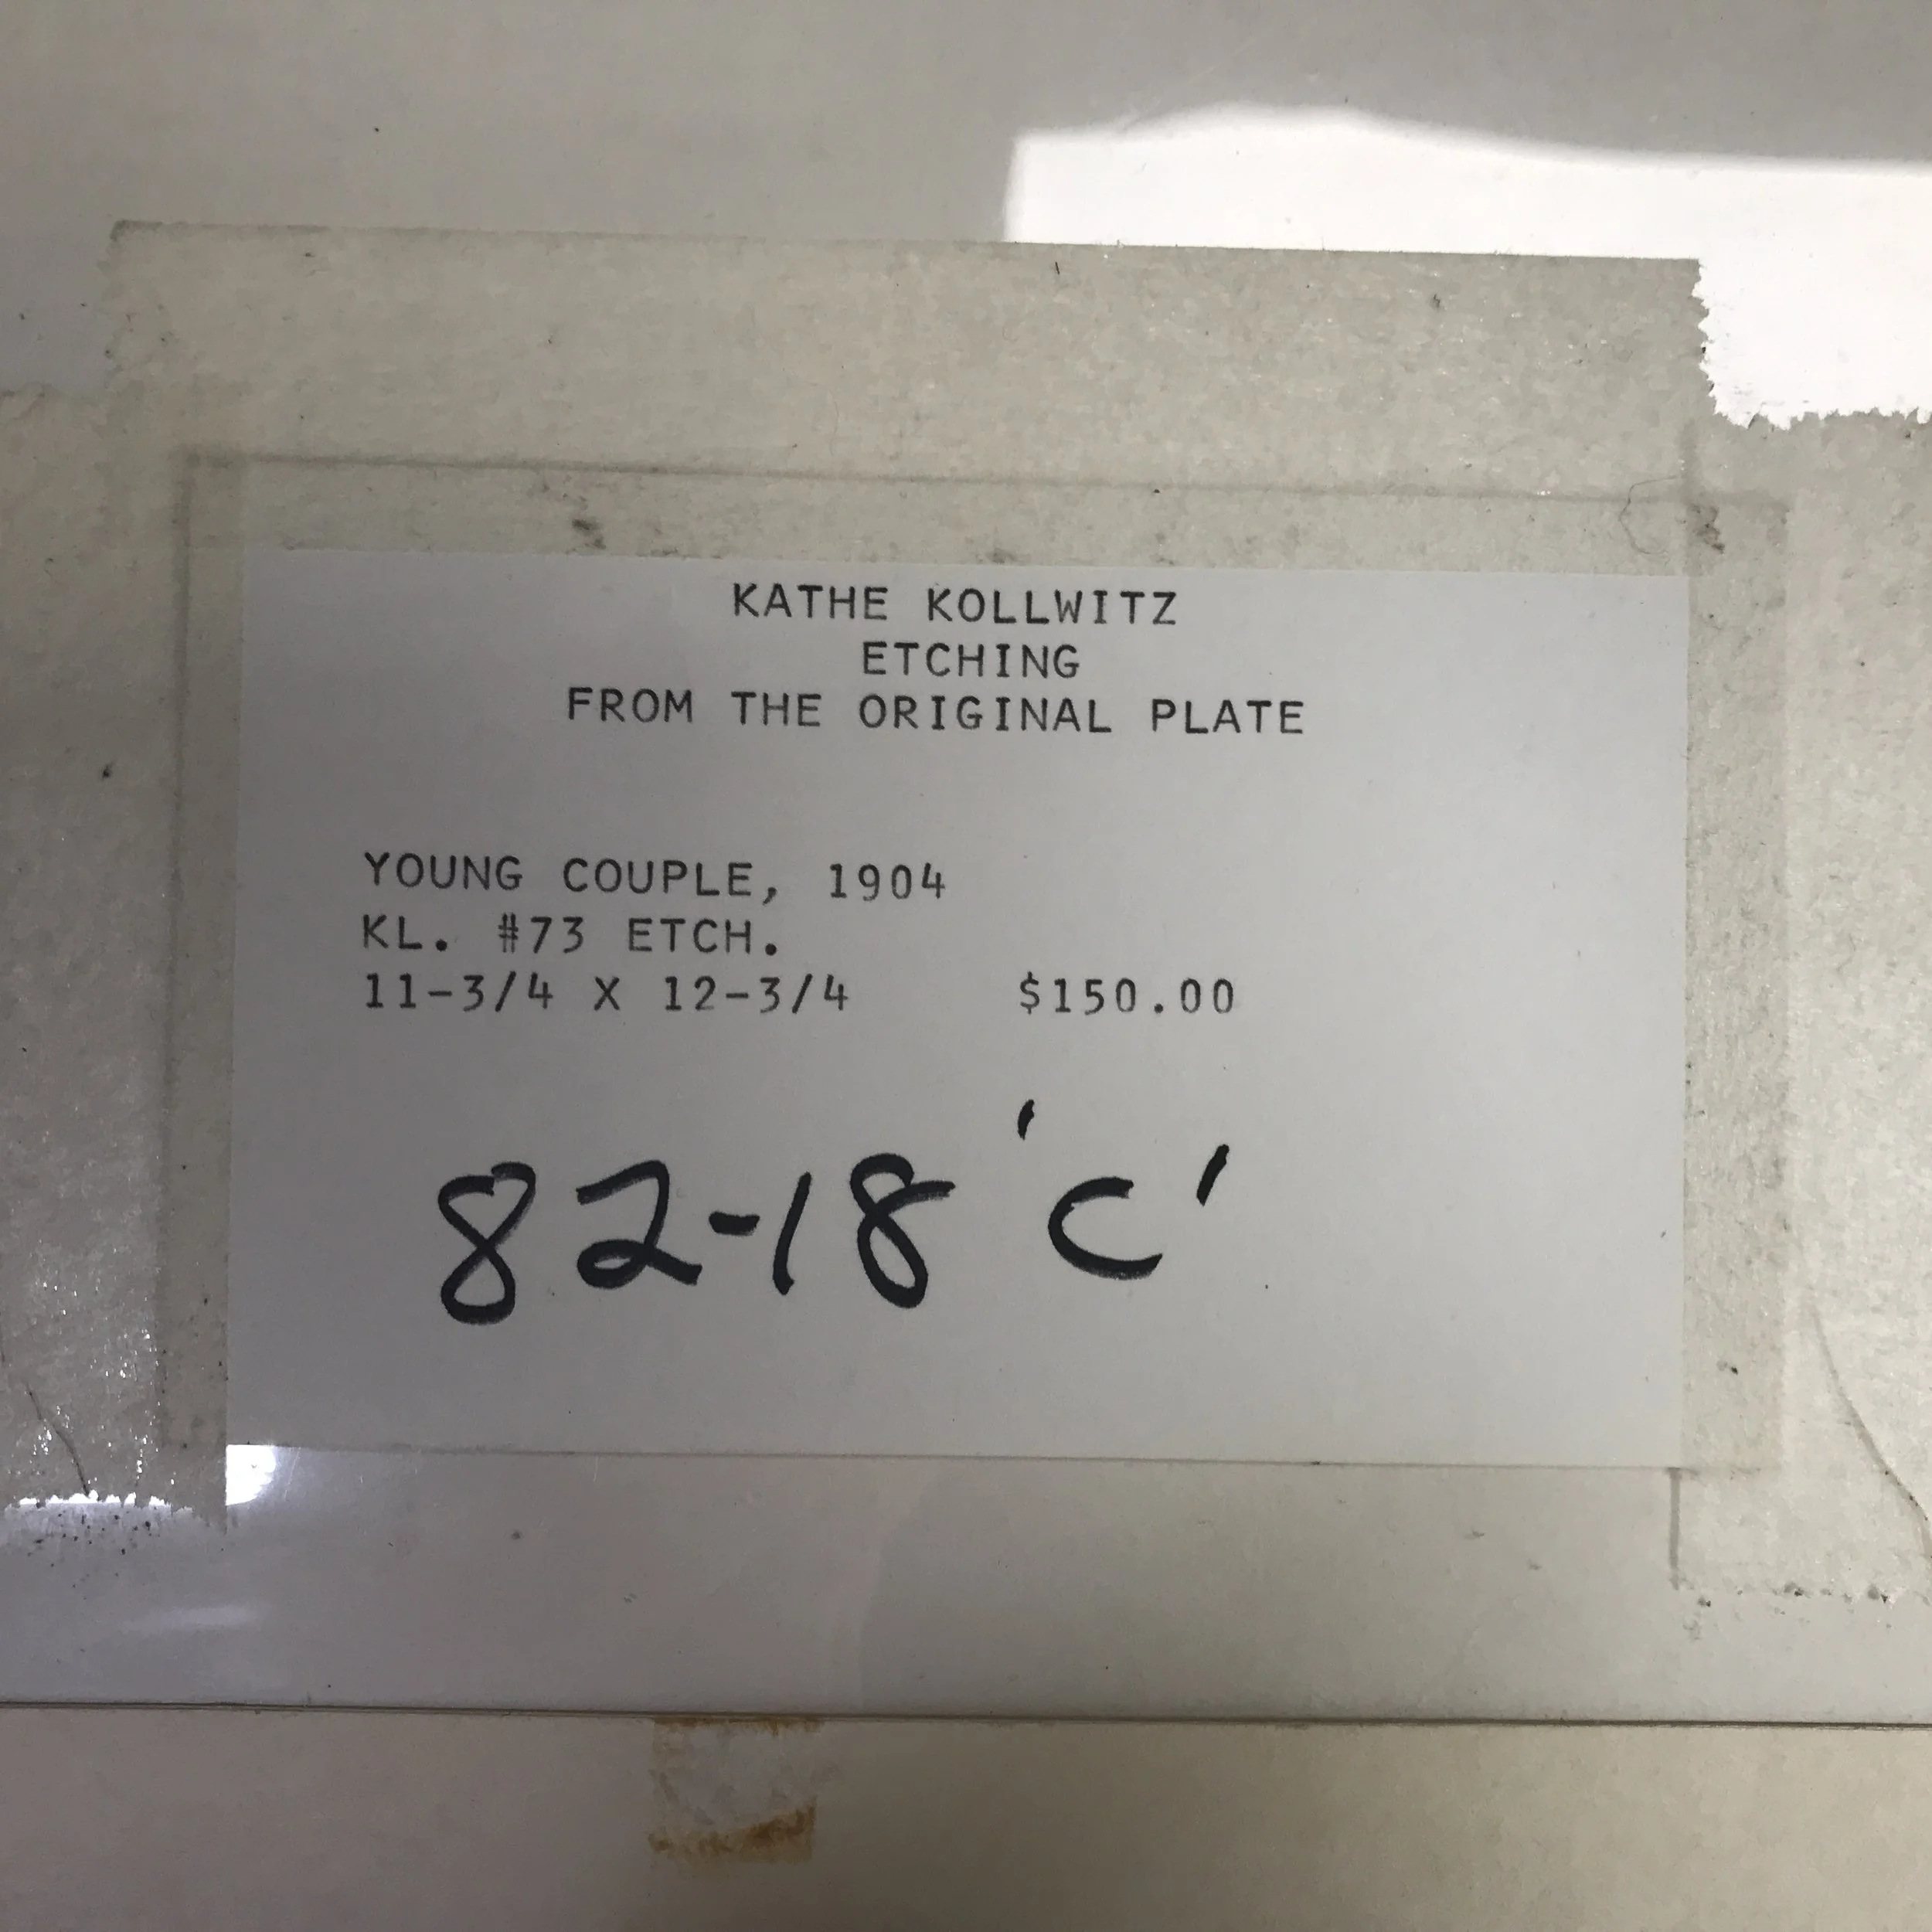 KATHE KOLLWITZ
ETCHING
FROM THE ORIGINAL PLATE
YOUNG COUPLE, 1904
KL. #73 ETCH.
11-3/4 X 12-3/4 $150.00
82-18 'C'